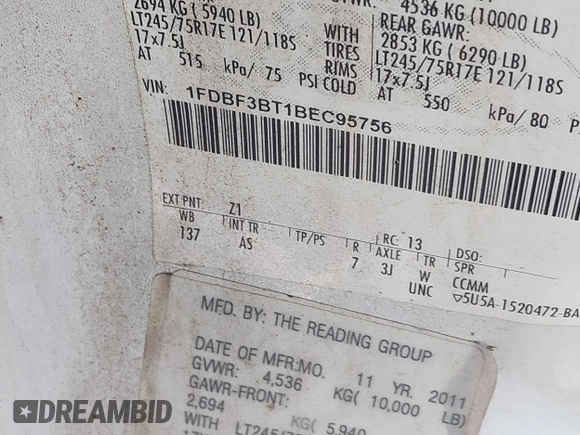 2694 KG ( 5940 LB)
LT245/75R17E 121/118S
17x7.5J
AT 515 kPa/ 75 PSI COLD
WITH
TIRES
RIMS
4536 KG (10000 LB)
REAR GAWR:
2853 KG ( 6290 LB)
LT245/75R17E 121/118S
17x7.5J
AT 550 kPa/ 80
VIN: 1FDBF3BT1BEC95756
EXT PNT: Z1 RC: 13 DSO:
WB INT TR TP/PS R AXLE TR SPR
137 AS 7 3J W CCMM
UNC ▽5U5A-1520472-BA
MFD. BY: THE READING GROUP
DATE OF MFR:MO. 11 YR. 2011
GVWR: 4,536 KG( 10,000 LB)
GAWR-FRONT:
2,694 KG( 5,940
WITH LT245/75R
DREAMBID
DREAMBID.COM